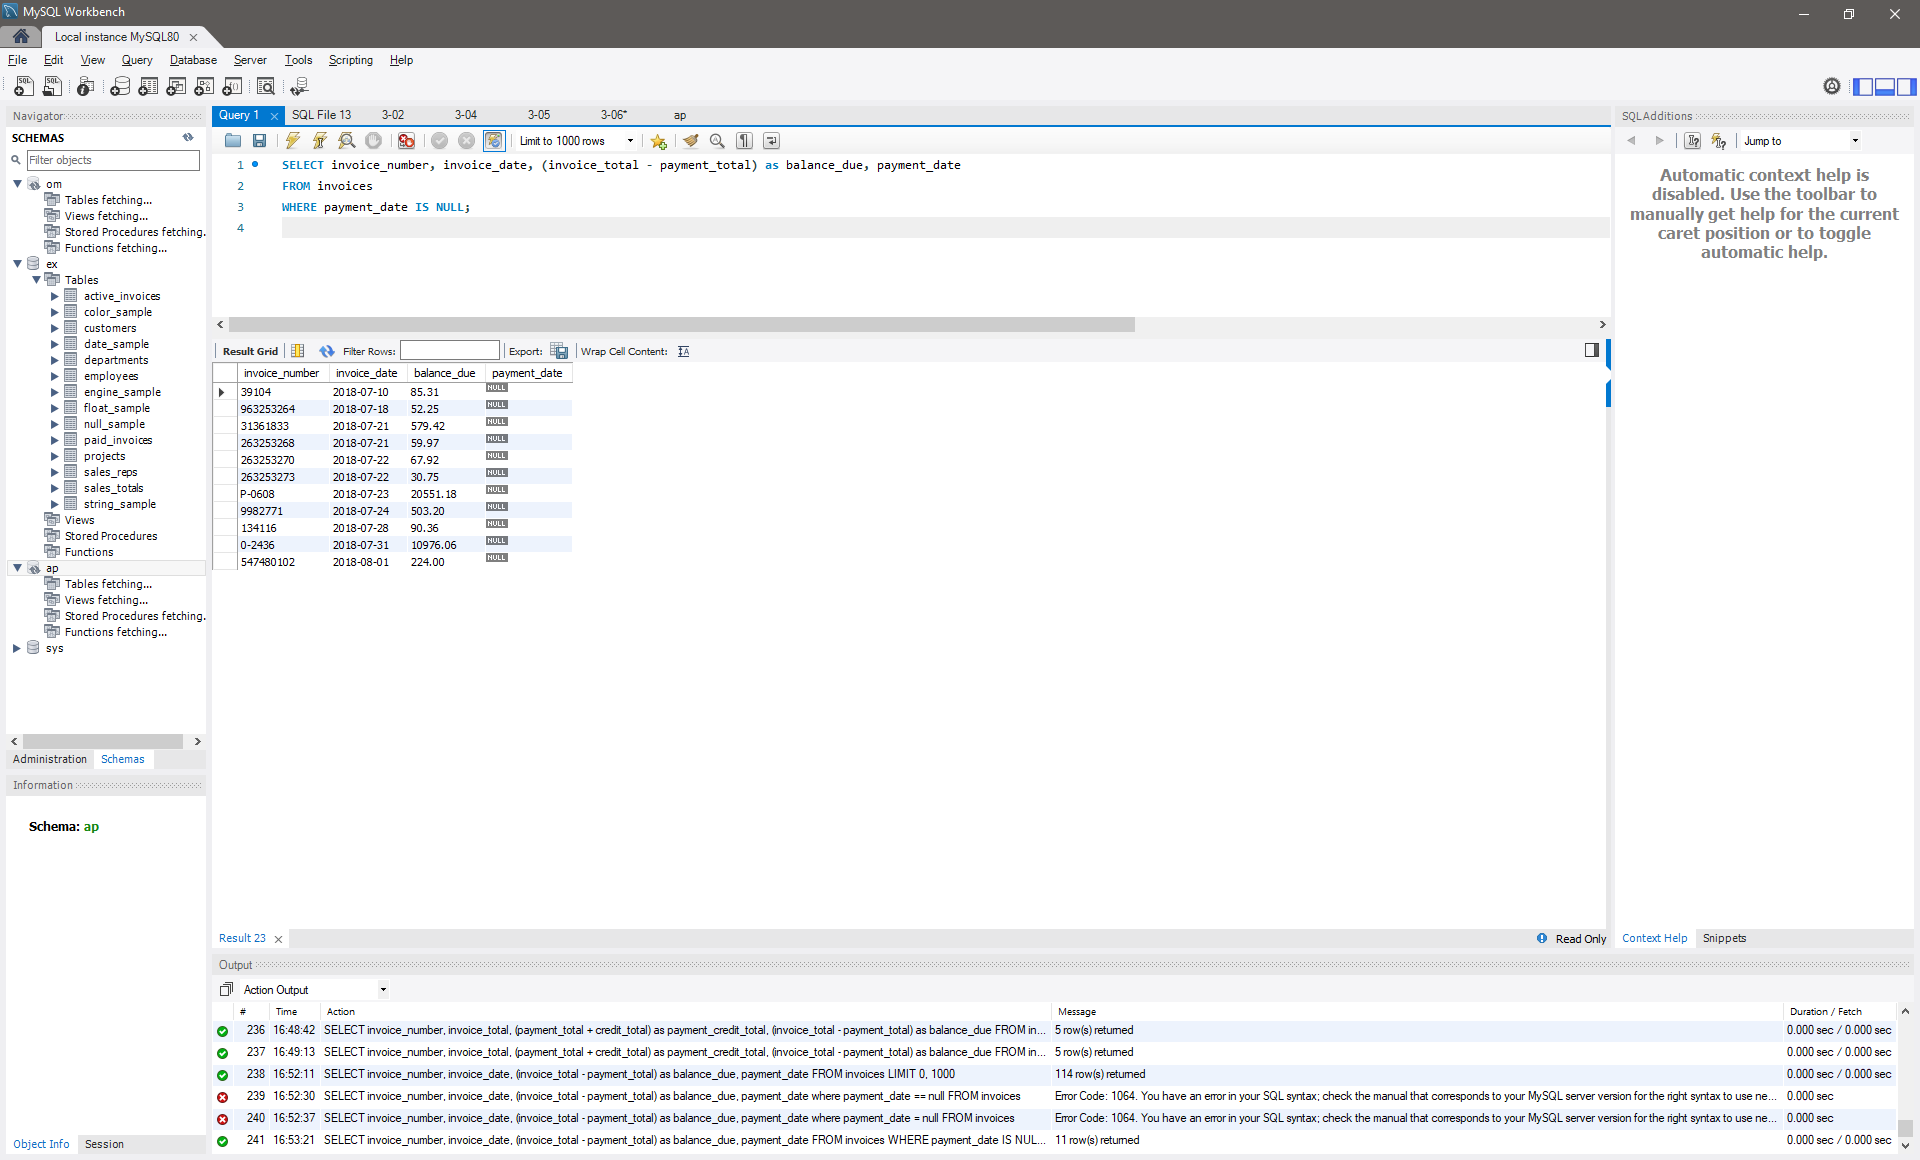 MySQL Workbench
Local instance MySQL80
File Edit View Query Database Server Tools Scripting Help
Navigator
SCHEMAS
Filter objects
om
Tables fetching...
Views fetching...
Stored Procedures fetching.
Functions fetching...
ex
Tables
active_invoices
color_sample
customers
date_sample
departments
employees
engine_sample
float_sample
null_sample
paid_invoices
projects
sales_reps
sales_totals
string_sample
Views
Stored Procedures
Functions
ap
Tables fetching...
Views fetching...
Stored Procedures fetching.
Functions fetching...
sys
Administration Schemas
Information
Schema: ap
Object Info Session
Query 1 SQL File 13 3-02 3-04 3-05 3-06* ap
Limit to 1000 rows
1 SELECT invoice_number, invoice_date, (invoice_total - payment_total) as balance_due, payment_date
2 FROM invoices
3 WHERE payment_date IS NULL;
4
Result Grid Filter Rows: Export: Wrap Cell Content:
invoice_number invoice_date balance_due payment_date
39104 2018-07-10 85.31 NULL
963253264 2018-07-18 52.25 NULL
31361833 2018-07-21 579.42 NULL
263253268 2018-07-21 59.97 NULL
263253270 2018-07-22 67.92 NULL
263253273 2018-07-22 30.75 NULL
P-0608 2018-07-23 20551.18 NULL
9982771 2018-07-24 503.20 NULL
134116 2018-07-28 90.36 NULL
0-2436 2018-07-31 10976.06 NULL
547480102 2018-08-01 224.00 NULL
Result 23 Read Only
SQLAdditions
Jump to
Automatic context help is
disabled. Use the toolbar to
manually get help for the current
caret position or to toggle
automatic help.
Context Help Snippets
Output
Action Output
# Time Action Message Duration / Fetch
236 16:48:42 SELECT invoice_number, invoice_total, (payment_total + credit_total) as payment_credit_total, (invoice_total - payment_total) as balance_due FROM in... 5 row(s) returned 0.000 sec / 0.000 sec
237 16:49:13 SELECT invoice_number, invoice_total, (payment_total + credit_total) as payment_credit_total, (invoice_total - payment_total) as balance_due FROM in... 5 row(s) returned 0.000 sec / 0.000 sec
238 16:52:11 SELECT invoice_number, invoice_date, (invoice_total - payment_total) as balance_due, payment_date FROM invoices LIMIT 0, 1000 114 row(s) returned 0.000 sec / 0.000 sec
239 16:52:30 SELECT invoice_number, invoice_date, (invoice_total - payment_total) as balance_due, payment_date where payment_date == null FROM invoices Error Code: 1064. You have an error in your SQL syntax; check the manual that corresponds to your MySQL server version for the right syntax to use ne... 0.000 sec
240 16:52:37 SELECT invoice_number, invoice_date, (invoice_total - payment_total) as balance_due, payment_date where payment_date = null FROM invoices Error Code: 1064. You have an error in your SQL syntax; check the manual that corresponds to your MySQL server version for the right syntax to use ne... 0.000 sec
241 16:53:21 SELECT invoice_number, invoice_date, (invoice_total - payment_total) as balance_due, payment_date FROM invoices WHERE payment_date IS NUL... 11 row(s) returned 0.000 sec / 0.000 sec